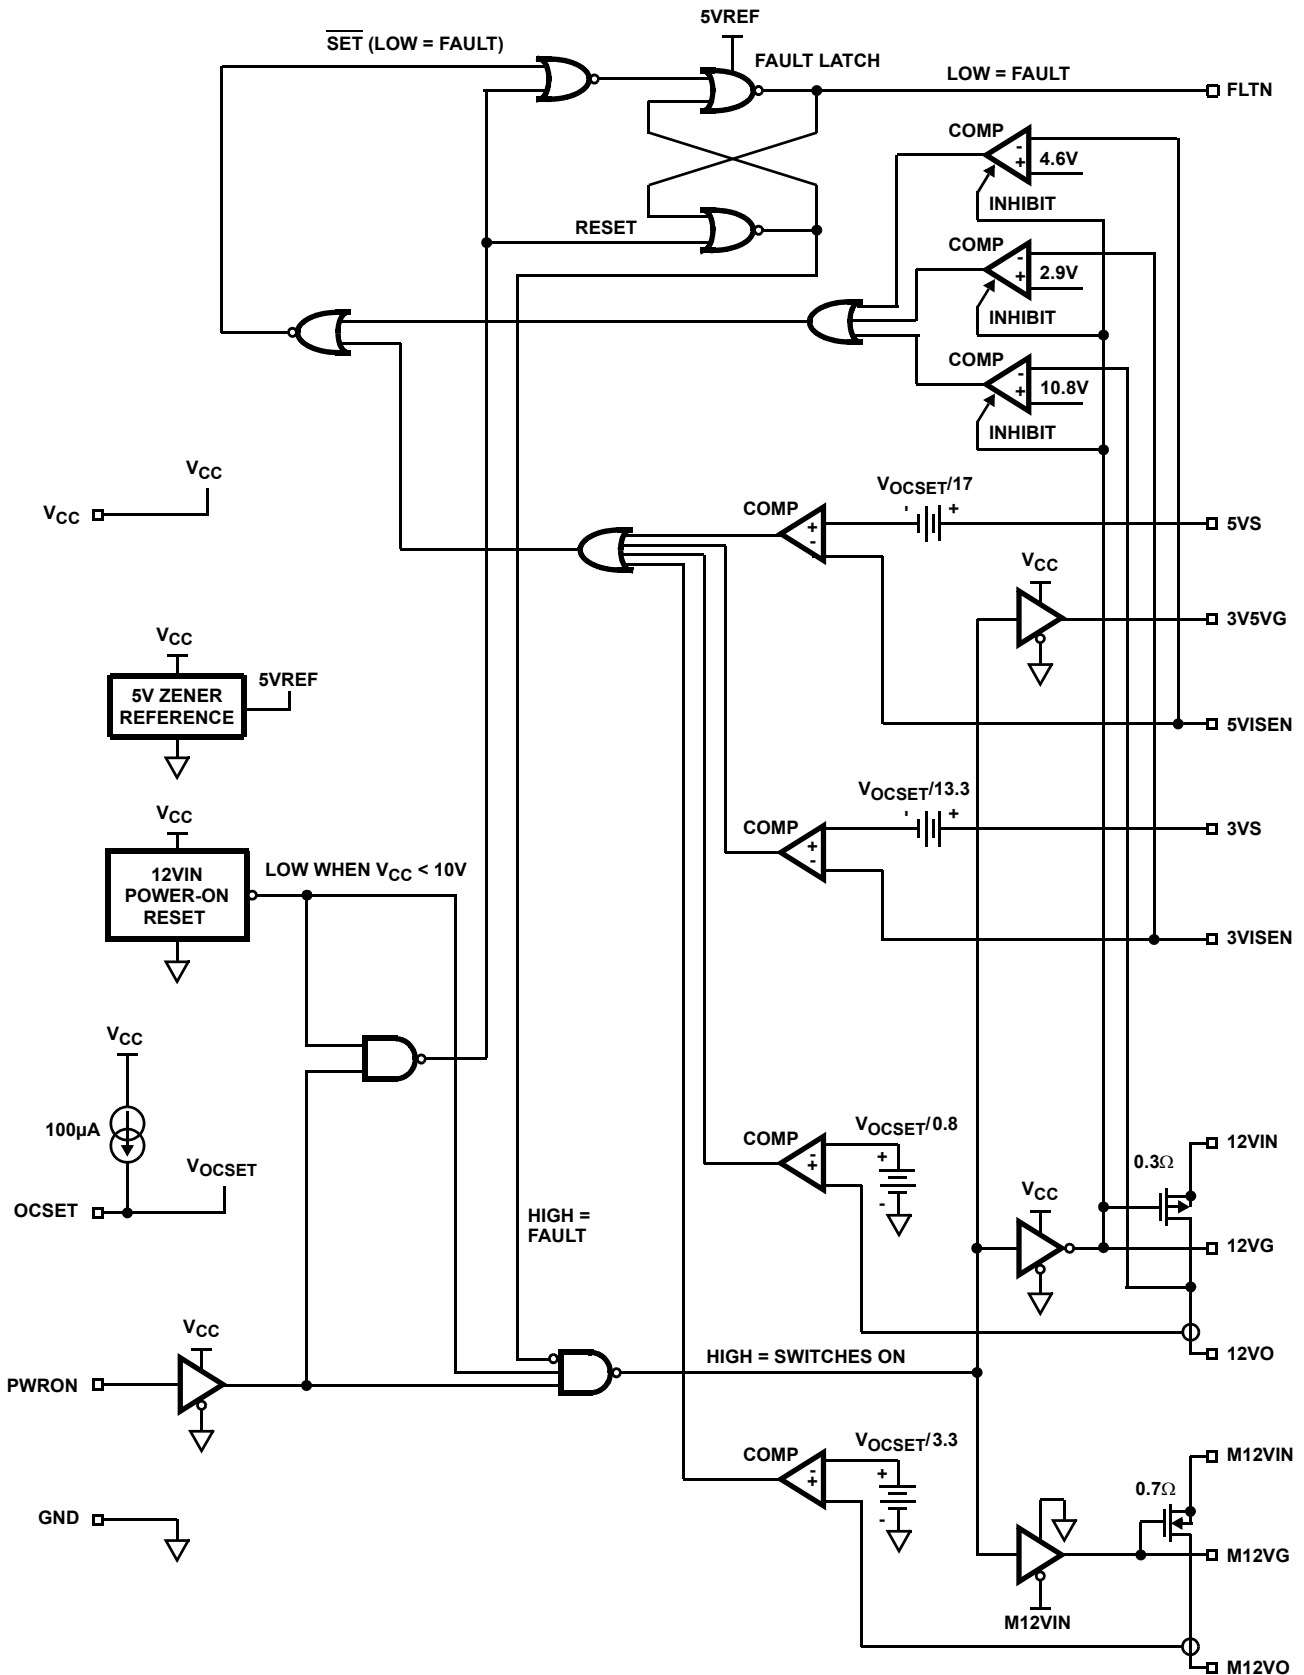 5VREF
SET (LOW = FAULT)
FAULT LATCH
LOW = FAULT
FLTN
COMP
-
+
4.6V
INHIBIT
RESET
COMP
-
+
2.9V
INHIBIT
COMP
-
+
10.8V
INHIBIT
VCC
VCC
VOCSET/17
- +
COMP
+
-
5VS
VCC
3V5VG
VCC
5V ZENER
REFERENCE
5VREF
5VISEN
VOCSET/13.3
- +
COMP
+
-
3VS
VCC
12VIN
POWER-ON
RESET
LOW WHEN VCC < 10V
3VISEN
VCC
100µA
VOCSET
OCSET
VOCSET/0.8
COMP
-
+
+
-
12VIN
0.3Ω
VCC
12VG
HIGH =
FAULT
12VO
VCC
PWRON
HIGH = SWITCHES ON
VOCSET/3.3
COMP
-
+
+
-
M12VIN
0.7Ω
GND
M12VG
M12VIN
M12VO